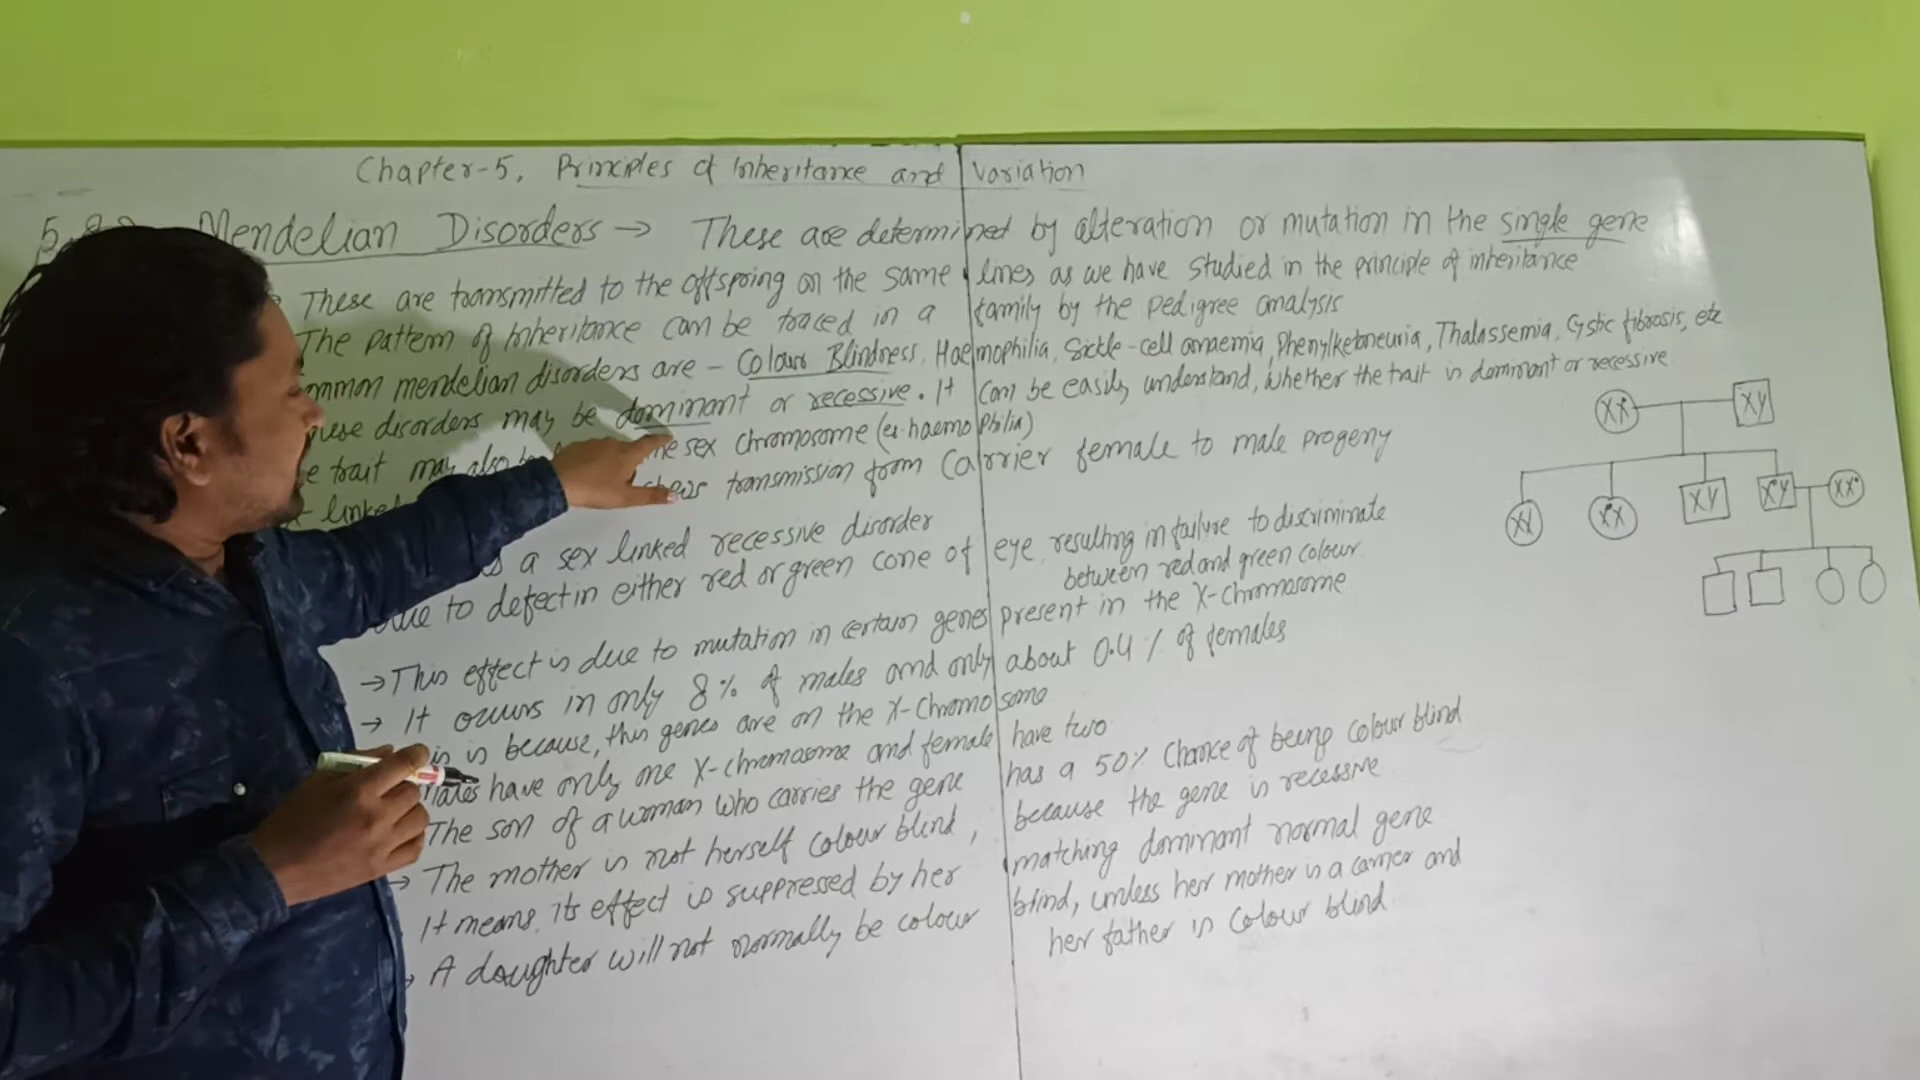 Chapter-5, Principles of Inheritance and Variation
Mendelian Disorders → These are determined by alteration or mutation in the single gene
These are transmitted to the offspring on the same lines as we have studied in the principle of inheritance
The pattern of inheritance can be traced in a family by the pedigree analysis
mendelian disorders are - Colour Blindness, Haemophilia, Sickle-cell anaemia, Phenylketoneuria, Thalassemia, Cystic fibrosis, etc
disorders may be dominant or recessive. It can be easily understand, whether the trait is dominant or recessive
trait may also be sex chromosome (ex. haemophilia)
shows transmission from carrier female to male progeny
a sex linked recessive disorder
due to defect in either red or green cone of eye, resulting in failure to discriminate
between red and green colour.
→ This effect is due to mutation in certain genes present in the X-chromosome
→ It occurs in only 8% of males and only about 0.4% of females
is because, this genes are on the X-chromosome
males have only one X-chromosome and female have two
The son of a woman who carries the gene has a 50% chance of being colour blind
→ The mother is not herself colour blind, because the gene is recessive
It means, its effect is suppressed by her matching dominant normal gene
A daughter will not normally be colour blind, unless her mother is a carrier and
her father is colour blind
XX XY
XX XX XY XY XX